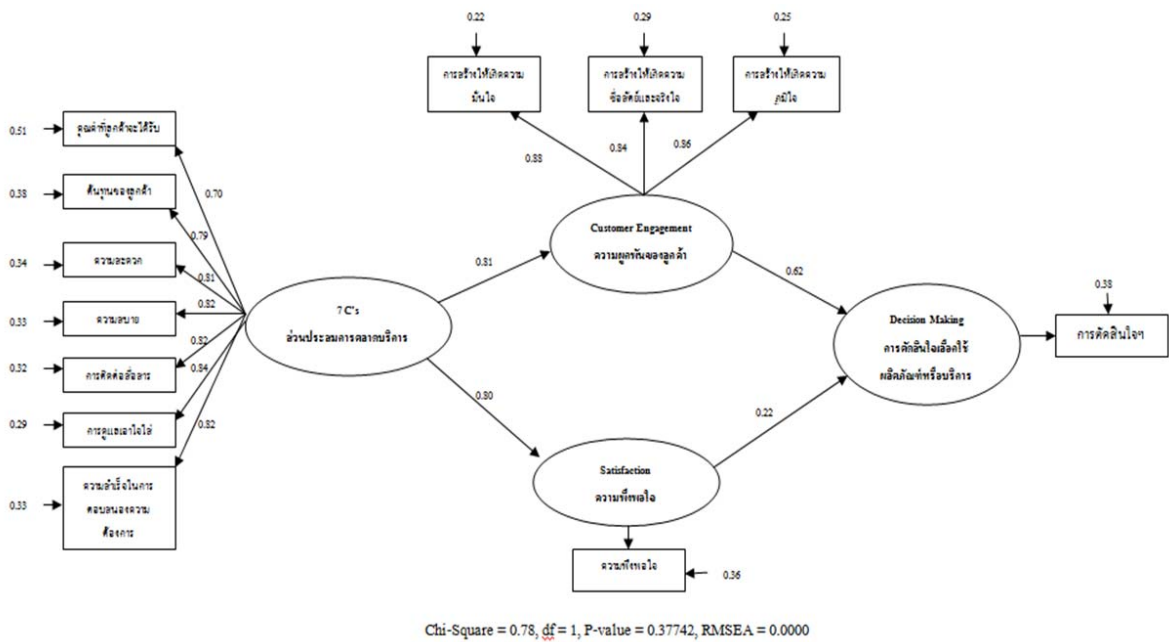 0.22
0.29
0.25
การสร้างให้เกิดความ
มั่นใจ
การสร้างให้เกิดความ
ซื่อสัตย์และจริงใจ
การสร้างให้เกิดความ
ภูมิใจ
0.88
0.84
0.86
0.51
คุณค่าที่ลูกค้าจะได้รับ
0.70
0.38
ต้นทุนของลูกค้า
0.79
0.34
ความสะดวก
0.81
0.33
ความสบาย
0.82
0.32
การติดต่อสื่อสาร
0.82
0.29
การดูแลเอาใจใส่
0.84
0.33
ความสำเร็จในการ
ตอบสนองความ
ต้องการ
0.82
7 C's
ส่วนประสมการตลาดบริการ
0.81
0.80
Customer Engagement
ความผูกพันของลูกค้า
0.62
Satisfaction
ความพึงพอใจ
0.22
ความพึงพอใจ
0.36
Decision Making
การตัดสินใจเลือกใช้
ผลิตภัณฑ์หรือบริการ
0.38
การตัดสินใจฯ
Chi-Square = 0.78, df = 1, P-value = 0.37742, RMSEA = 0.0000